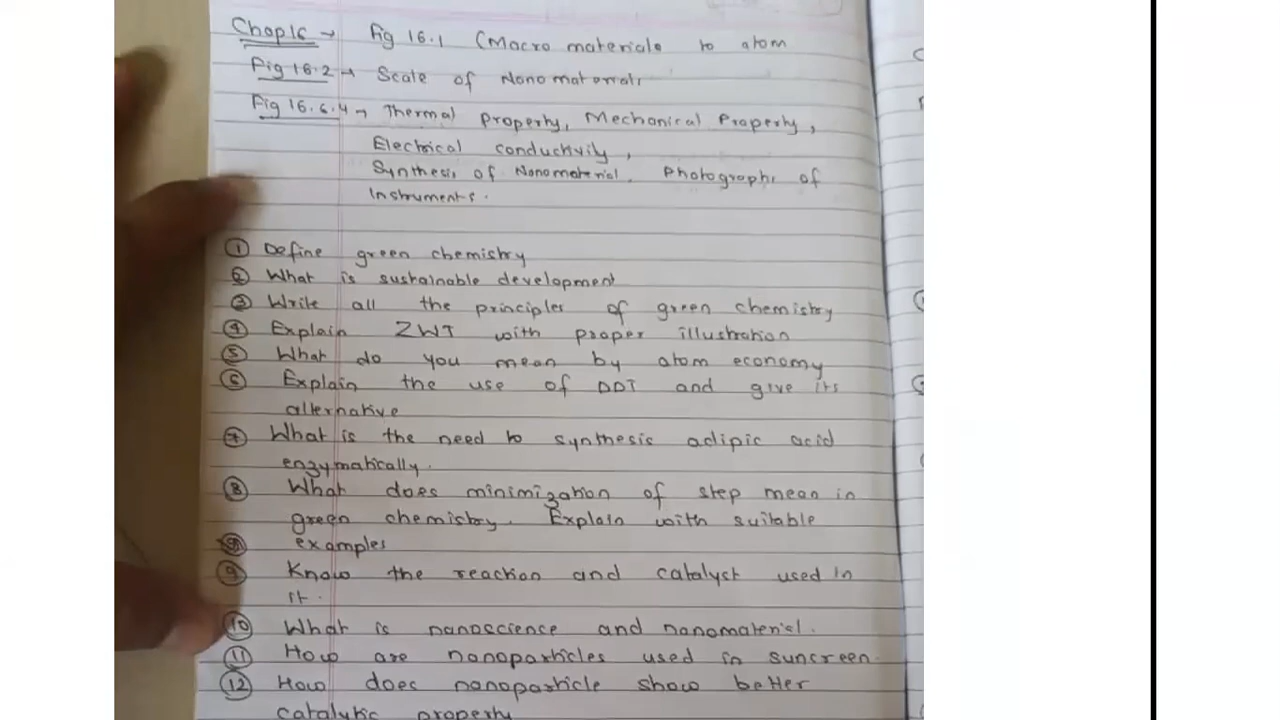 Chap16 → Fig 16.1 (Macro materials to atom
Fig 16.2 → Scale of Nanomaterials
Fig 16.6.4 → Thermal Property, Mechanical Property,
Electrical conductivily,
Synthesis of Nanomaterial. Photographs of
Instruments.
① Define green chemistry
② What is sustainable development
③ Write all the principles of green chemistry
④ Explain ZWT with proper illustration
⑤ What do you mean by atom economy
⑥ Explain the use of DDT and give its
alternative
⑦ What is the need to synthesis adipic acid
enzymatically.
⑧ What does minimization of step mean in
green chemistry. Explain with suitable
examples
⑨ Know the reaction and catalyst used in
it.
⑩ What is nanoscience and nanomaterial.
⑪ How are nanoparticles used in suncreen.
⑫ How does nanoparticle show better
catalytic property